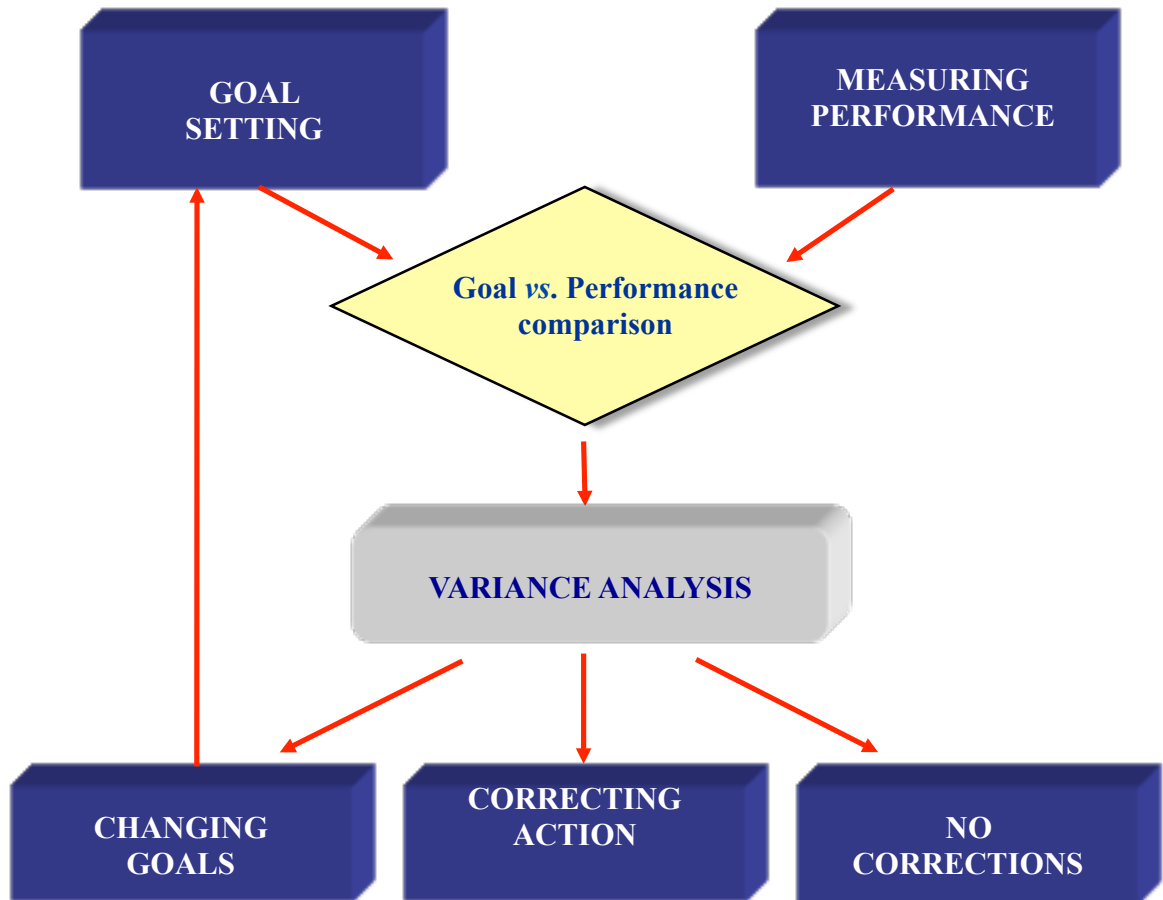 GOAL
SETTING
MEASURING
PERFORMANCE
Goal vs. Performance
comparison
VARIANCE ANALYSIS
CHANGING
GOALS
CORRECTING
ACTION
NO
CORRECTIONS